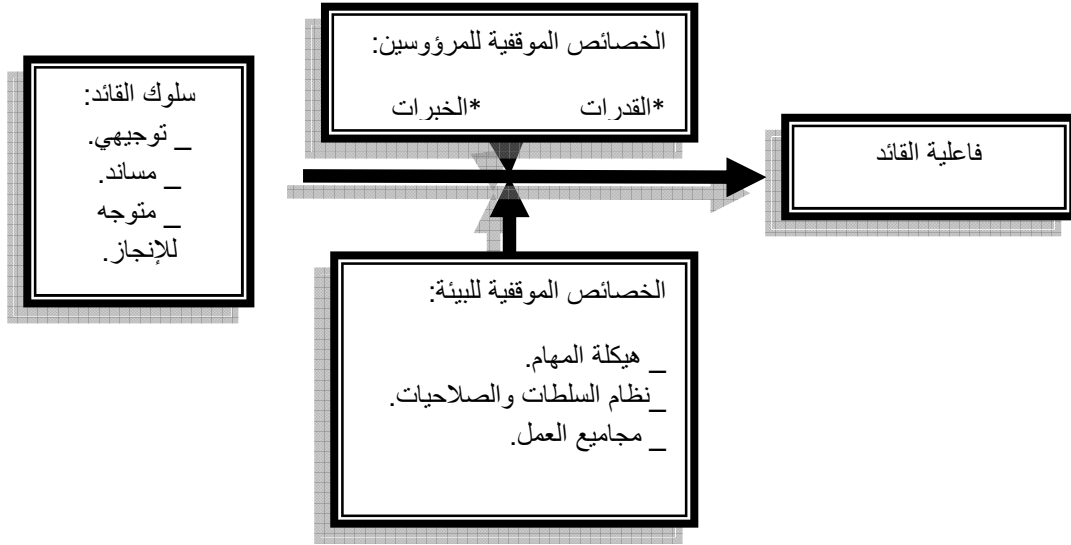 الخصائص الموقفية للمرؤوسين:
*القدرات *الخبرات
سلوك القائد:
_ توجيهي.
_ مساند.
_ متوجه
للإنجاز.
فاعلية القائد
الخصائص الموقفية للبيئة:
_ هيكلة المهام.
_نظام السلطات والصلاحيات.
_ مجاميع العمل.